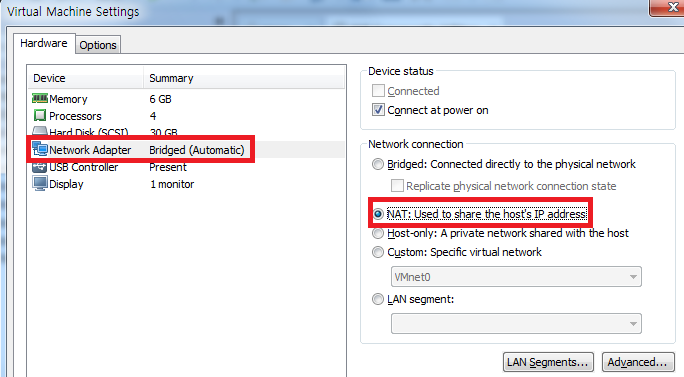 Virtual Machine Settings
Hardware Options
Device Summary
Memory 6 GB
Processors 4
Hard Disk (SCSI) 30 GB
Network Adapter Bridged (Automatic)
USB Controller Present
Display 1 monitor
Device status
Connected
Connect at power on
Network connection
Bridged: Connected directly to the physical network
Replicate physical network connection state
NAT: Used to share the host's IP address
Host-only: A private network shared with the host
Custom: Specific virtual network
VMnet0
LAN segment:
LAN Segments... Advanced...